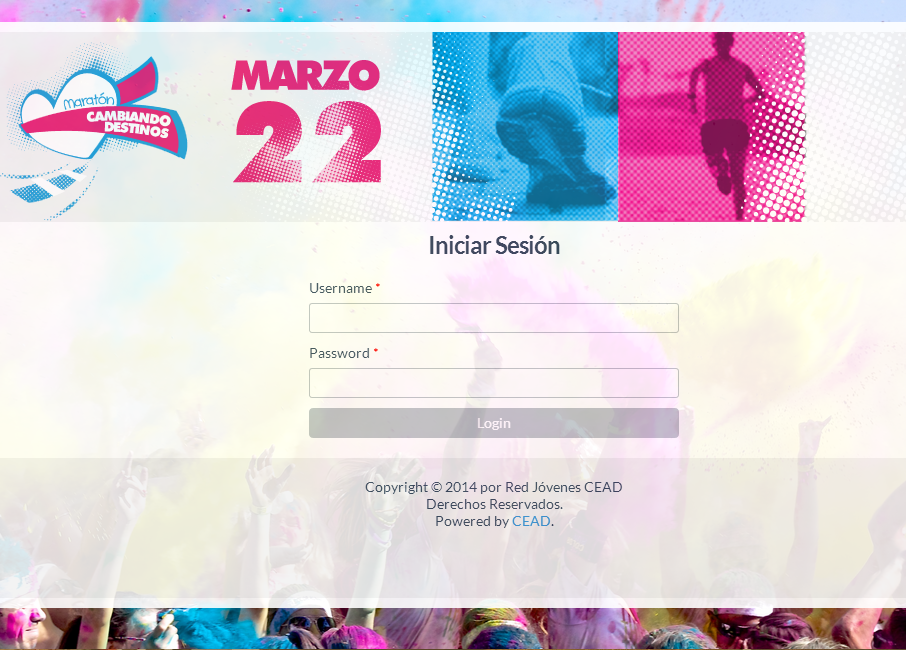 maratón
CAMBIANDO
DESTINOS
MARZO
22
Iniciar Sesión
Username *
Password *
Login
Copyright © 2014 por Red Jóvenes CEAD
Derechos Reservados.
Powered by CEAD.